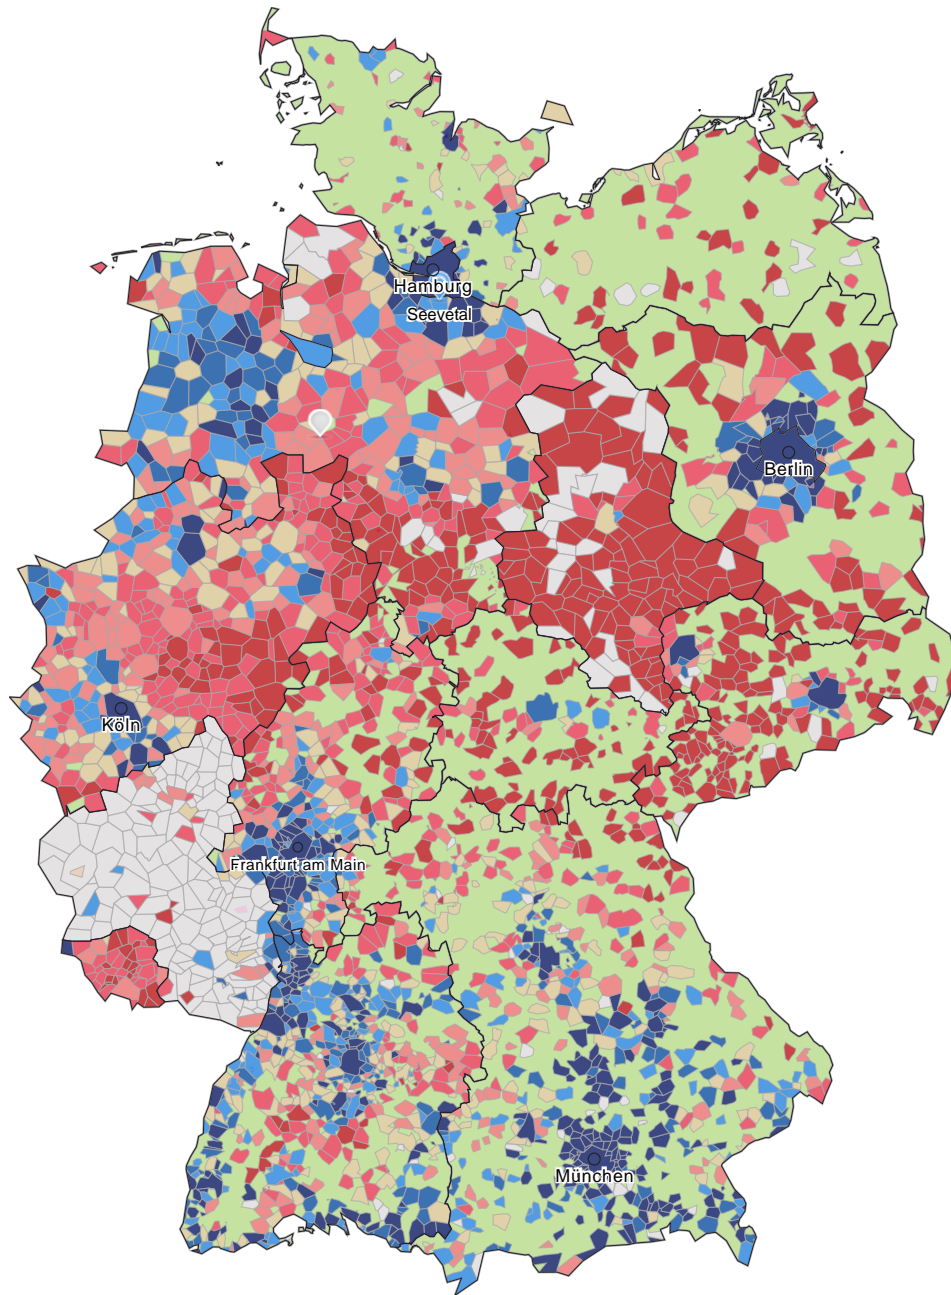 Hamburg
Seevetal
Berlin
Köln
Frankfurt am Main
München